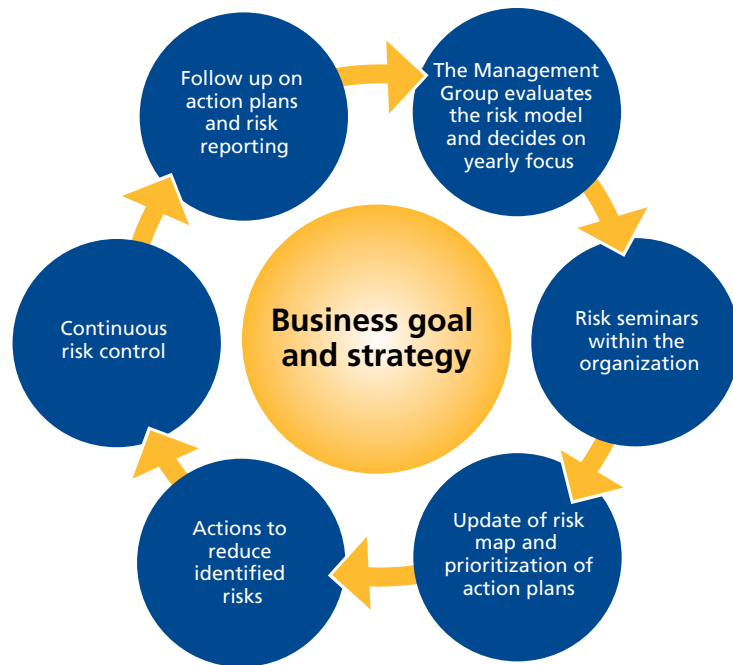 Follow up on
action plans
and risk
reporting
The Management
Group evaluates
the risk model
and decides on
yearly focus
Risk seminars
within the
organization
Update of risk
map and
prioritization of
action plans
Actions to
reduce
identified
risks
Continuous
risk control
Business goal
and strategy